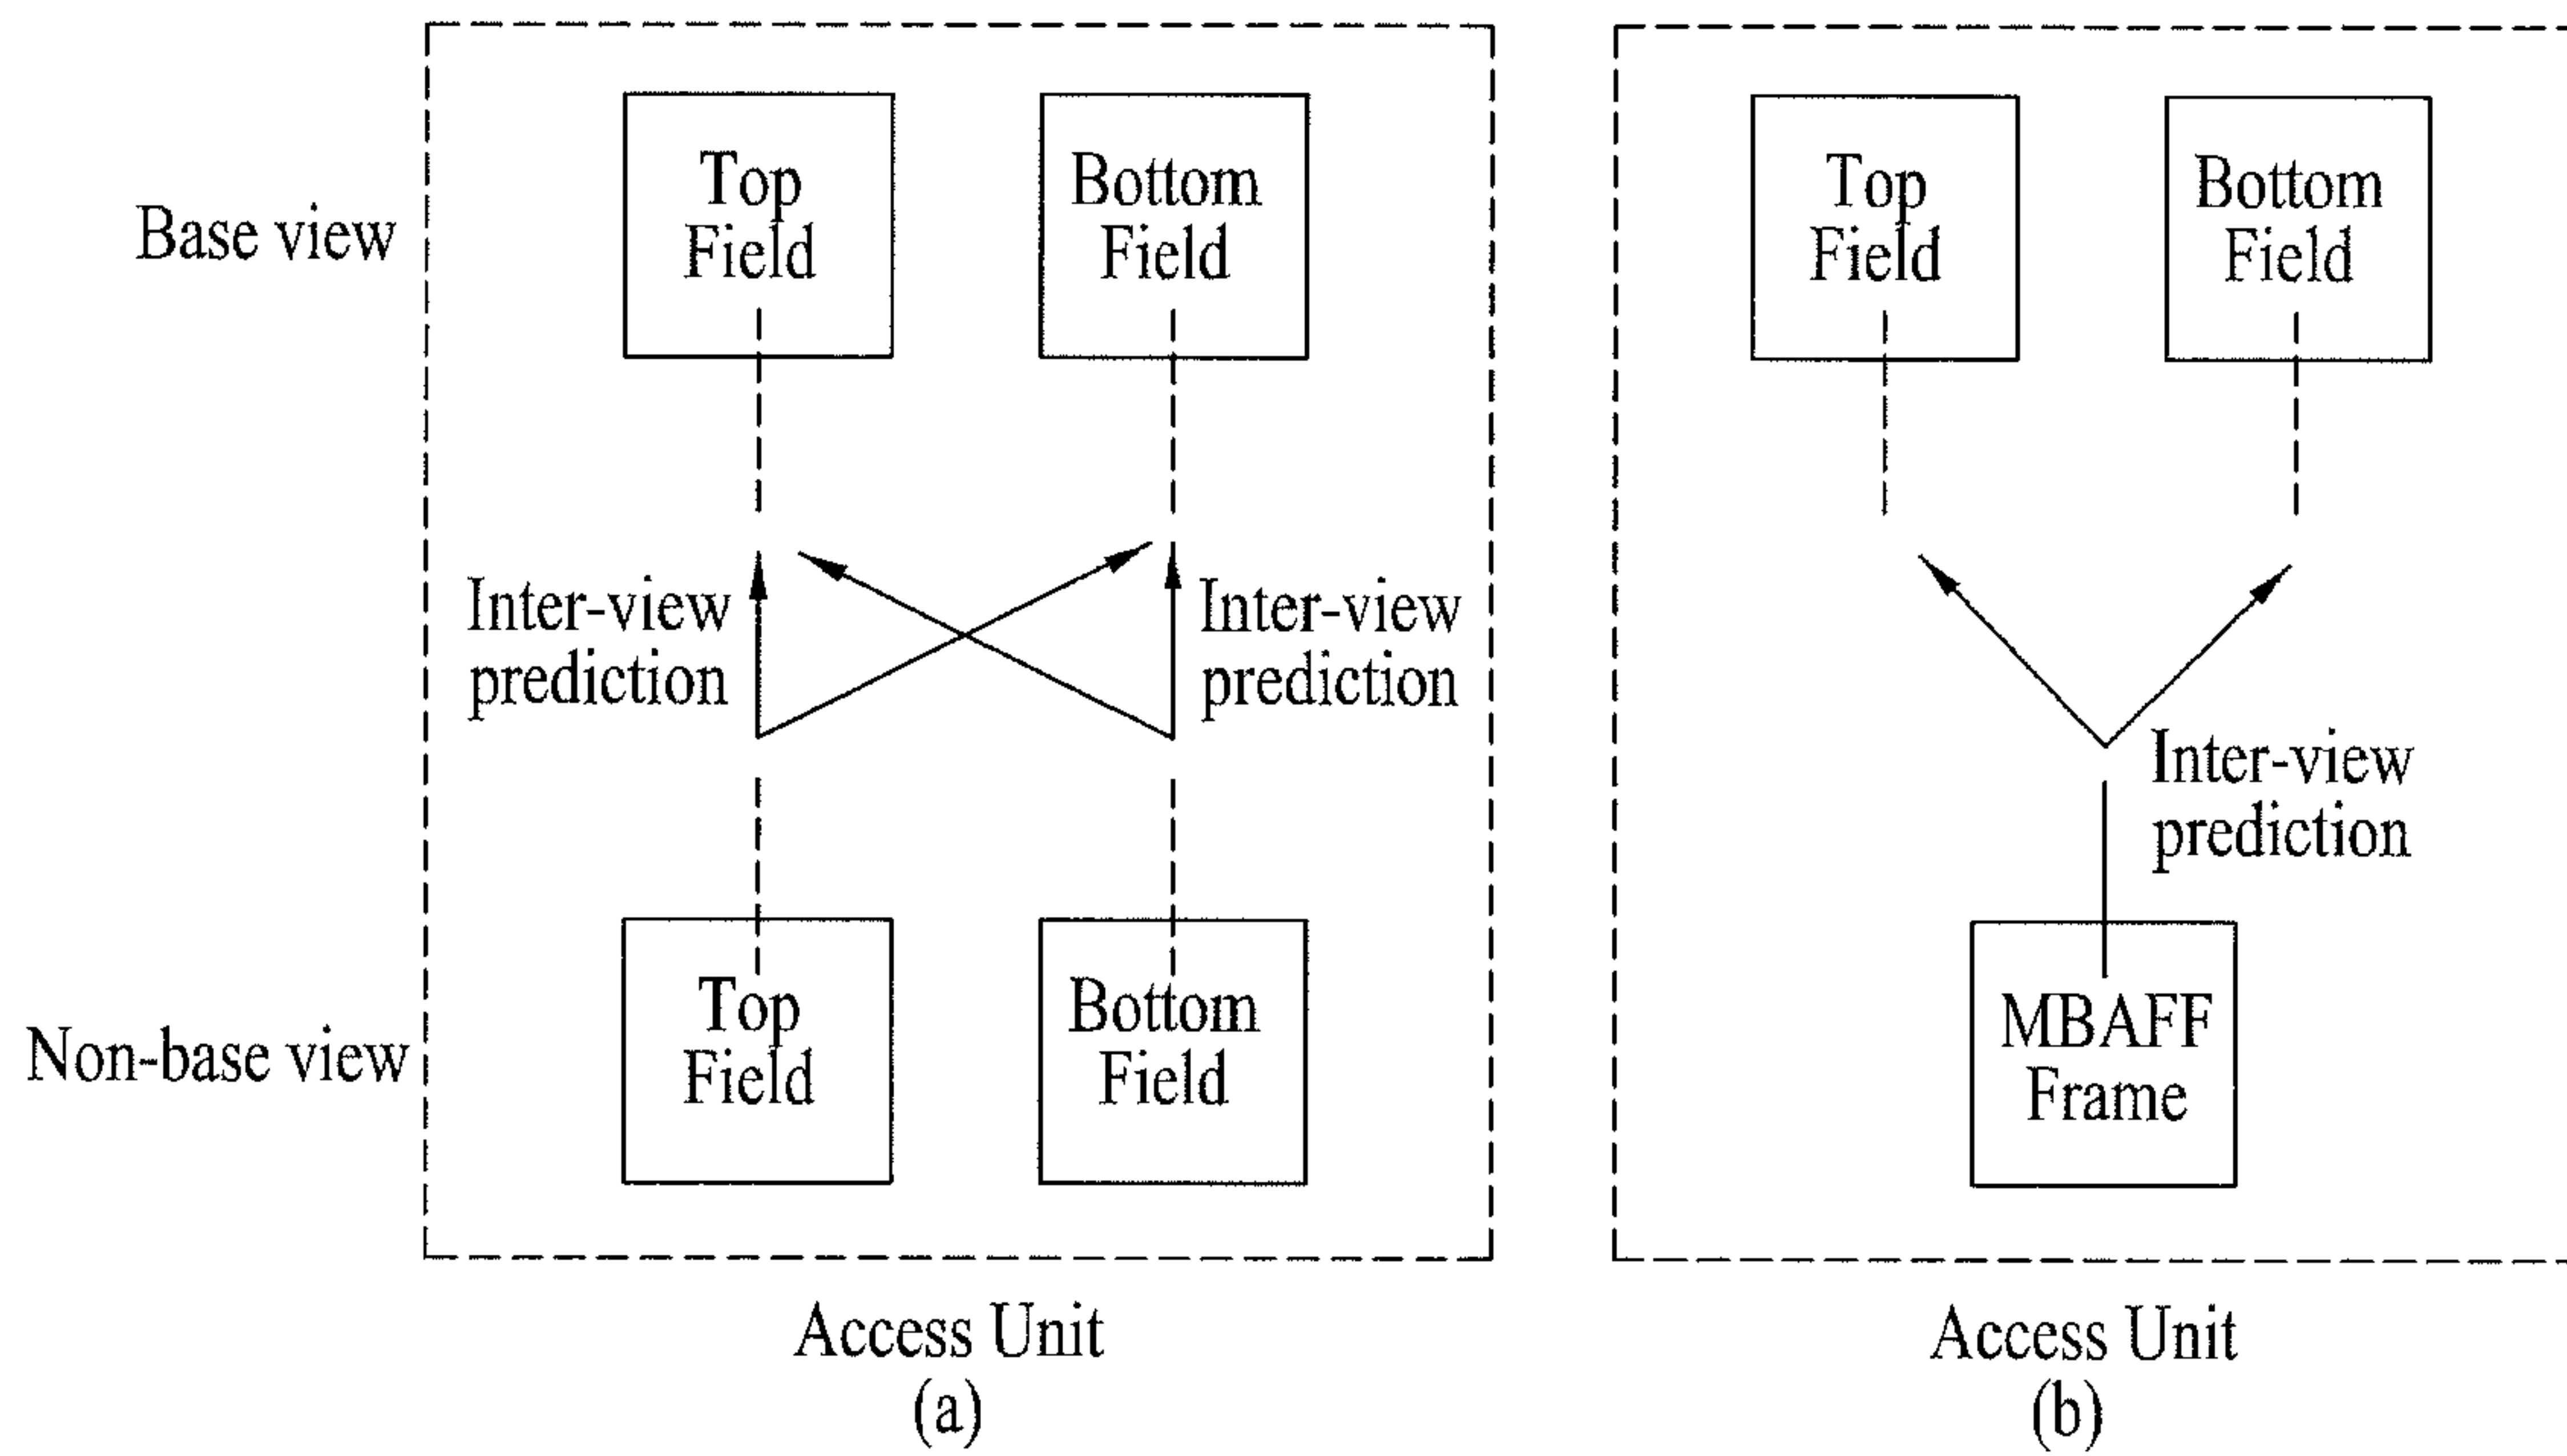 Base view
Top
Field
Bottom
Field
Inter-view
prediction
Inter-view
prediction
Non-base view
Top
Field
Bottom
Field
Access Unit
(a)
Top
Field
Bottom
Field
Inter-view
prediction
MBAFF
Frame
Access Unit
(b)